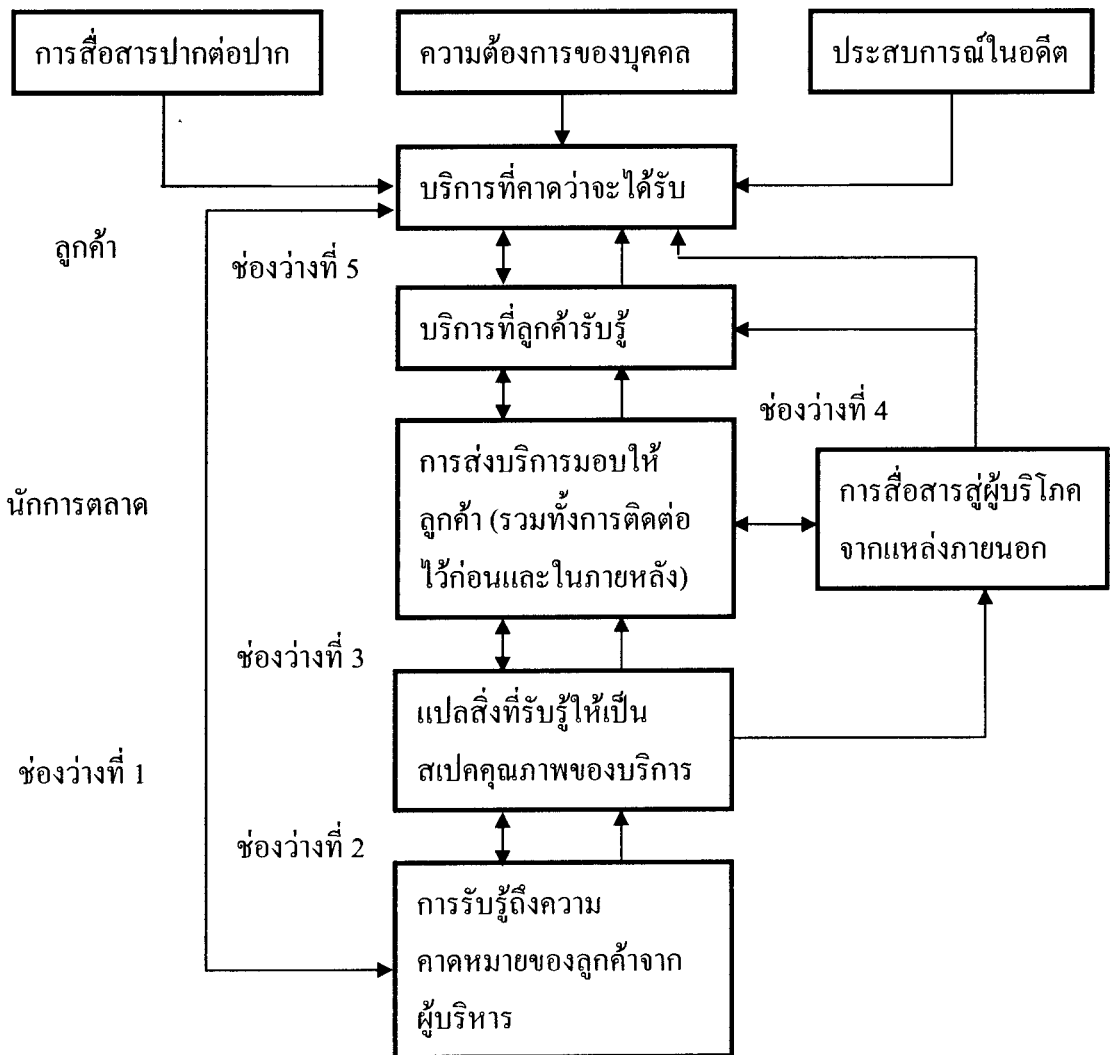 การสื่อสารปากต่อปาก
ความต้องการของบุคคล
ประสบการณ์ในอดีต
บริการที่คาดว่าจะได้รับ
ลูกค้า
ช่องว่างที่ 5
บริการที่ลูกค้ารับรู้
ช่องว่างที่ 4
การส่งบริการมอบให้
ลูกค้า (รวมทั้งการติดต่อ
ไว้ก่อนและในภายหลัง)
การสื่อสารสู่ผู้บริโภค
จากแหล่งภายนอก
นักการตลาด
ช่องว่างที่ 3
แปลสิ่งที่รับรู้ให้เป็น
สเปคคุณภาพของบริการ
ช่องว่างที่ 1
ช่องว่างที่ 2
การรับรู้ถึงความ
คาดหมายของลูกค้าจาก
ผู้บริหาร